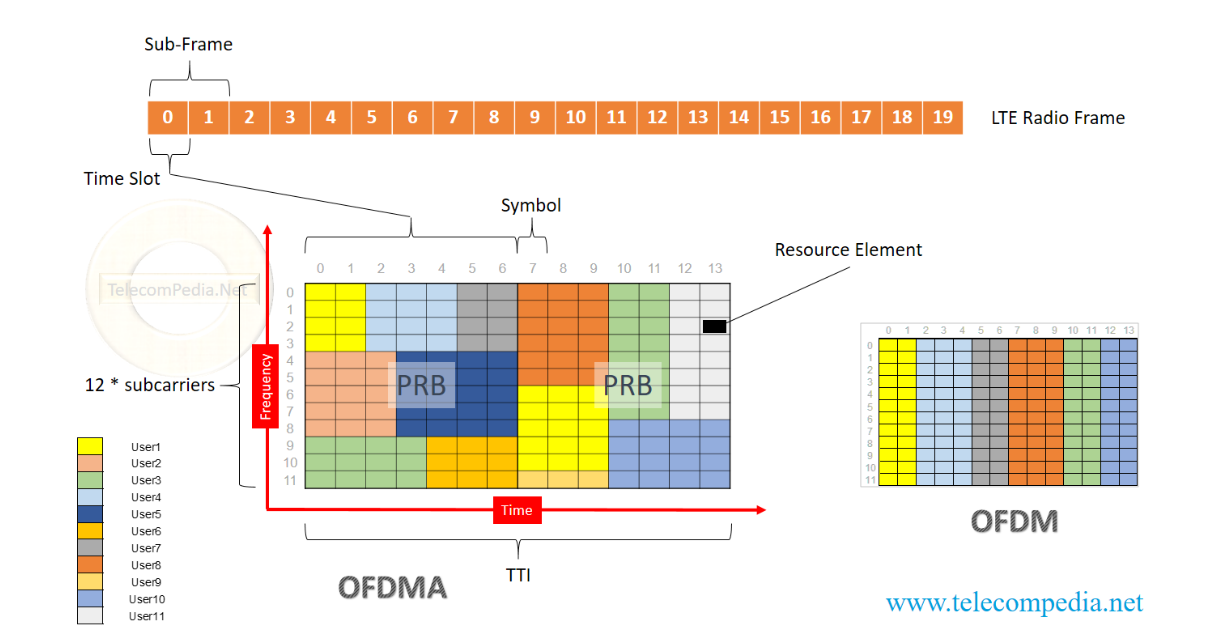 Sub-Frame
0 1 2 3 4 5 6 7 8 9 10 11 12 13 14 15 16 17 18 19
LTE Radio Frame
Time Slot
Symbol
Resource Element
0 1 2 3 4 5 6 7 8 9 10 11 12 13
TelecomPedia.Net
0
1
2
3
4
5
6
7
8
9
10
11
12 * subcarriers
Frequency
PRB PRB
Time
TTI
OFDMA
User1
User2
User3
User4
User5
User6
User7
User8
User9
User10
User11
0 1 2 3 4 5 6 7 8 9 10 11 12 13
0
1
2
3
4
5
6
7
8
9
10
11
OFDM
www.telecompedia.net